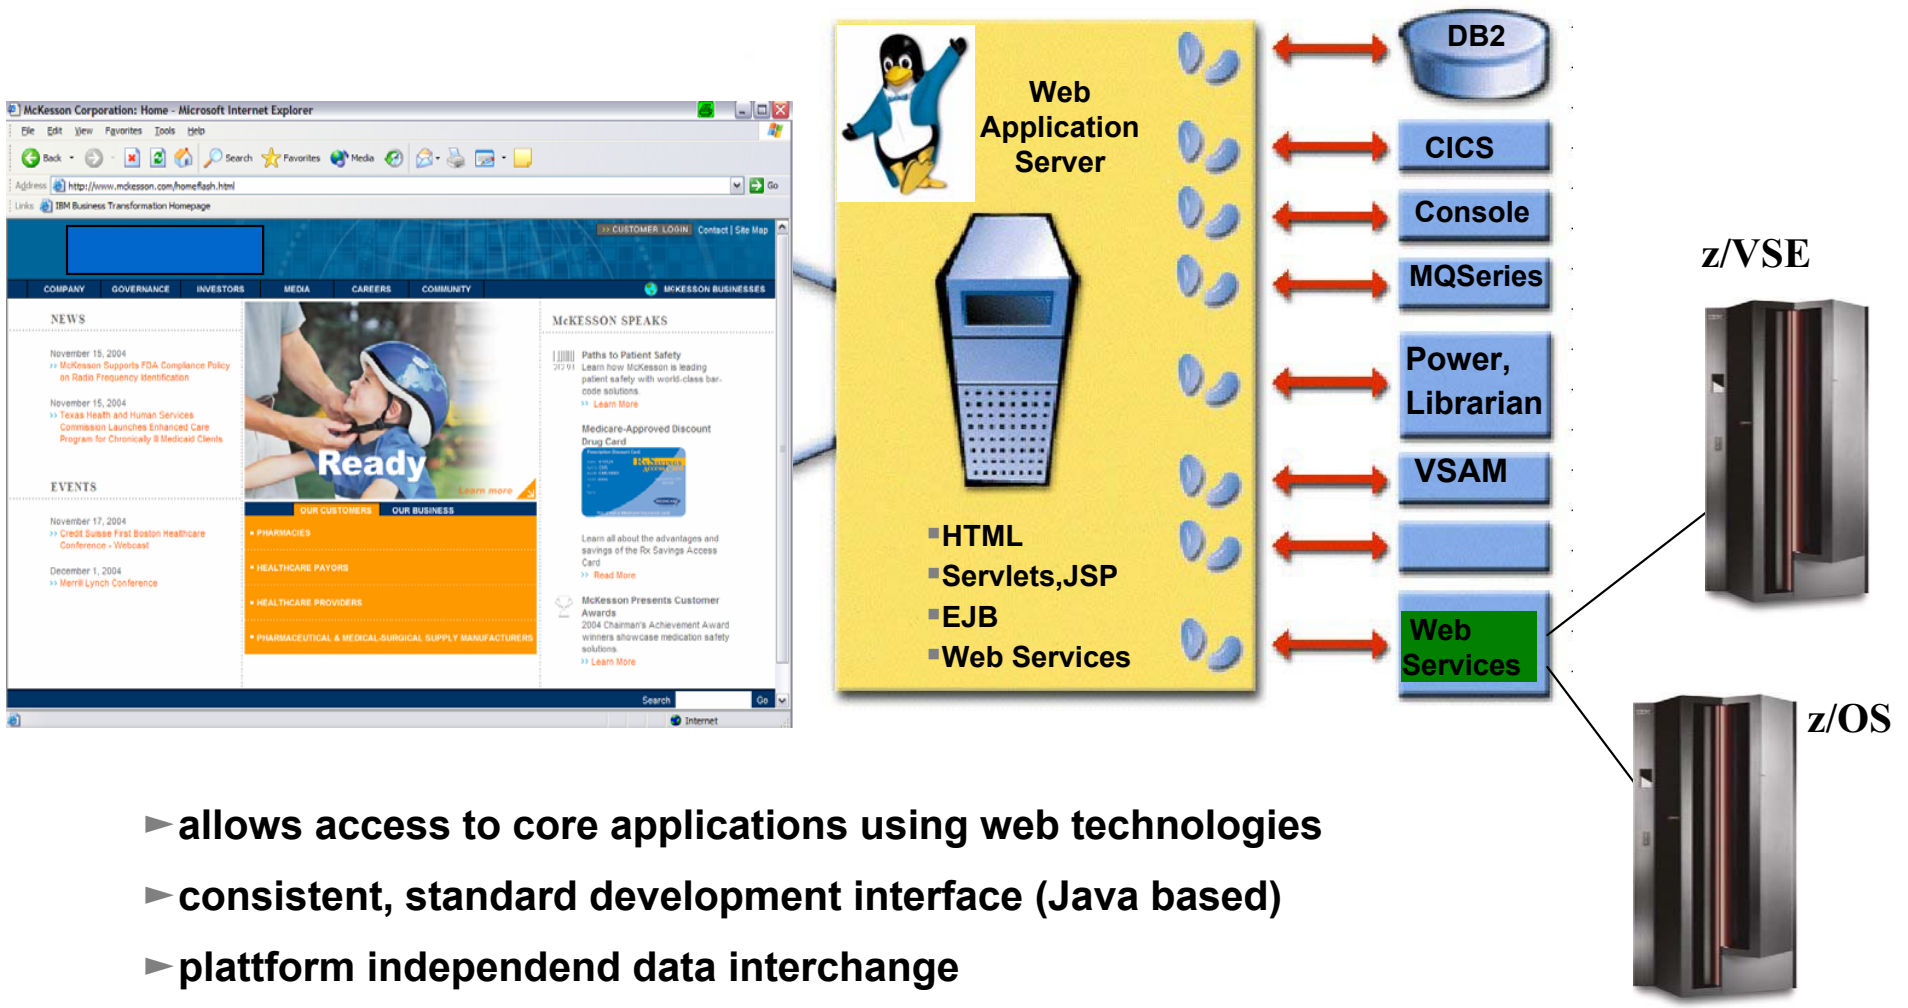 McKesson Corporation: Home - Microsoft Internet Explorer
File Edit View Favorites Tools Help
Back Search Favorites Media
Address http://www.mckesson.com/homeflash.html Go
Links IBM Business Transformation Homepage
>> CUSTOMER LOGIN Contact | Site Map
COMPANY GOVERNANCE INVESTORS MEDIA CAREERS COMMUNITY MCKESSON BUSINESSES
NEWS
November 15, 2004
>> McKesson Supports FDA Compliance Policy
on Radio Frequency Identification
November 15, 2004
>> Texas Heath and Human Services
Commission Launches Enhanced Care
Program for Chronically Ill Medicaid Clients
EVENTS
November 17, 2004
>> Credit Suisse First Boston Healthcare
Conference - Webcast
December 1, 2004
>> Merrill Lynch Conference
Ready
Learn more
OUR CUSTOMERS OUR BUSINESS
• PHARMACIES
• HEALTHCARE PAYORS
• HEALTHCARE PROVIDERS
• PHARMACEUTICAL & MEDICAL-SURGICAL SUPPLY MANUFACTURERS
McKESSON SPEAKS
Paths to Patient Safety
Learn how McKesson is leading
patient safety with world-class bar-
code solutions.
>> Learn More
Medicare-Approved Discount
Drug Card
Learn all about the advantages and
savings of the Rx Savings Access
Card
>> Read More
McKesson Presents Customer
Awards
2004 Chairman's Achievement Award
winners showcase medication safety
solutions.
>> Learn More
Search Go
Internet
Web
Application
Server
▪HTML
▪Servlets,JSP
▪EJB
▪Web Services
DB2
CICS
Console
MQSeries
Power,
Librarian
VSAM
Web
Services
z/VSE
z/OS
►allows access to core applications using web technologies
►consistent, standard development interface (Java based)
►plattform independend data interchange